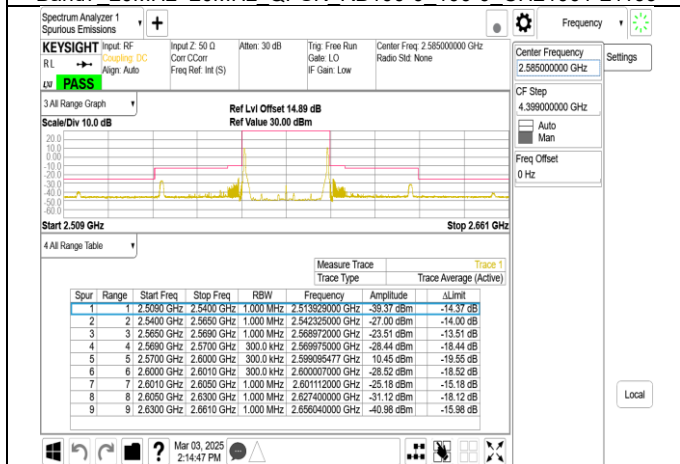 Spectrum Analyzer 1
Spurious Emissions
Frequency
KEYSIGHT
RL
LXI
PASS
Input: RF
Coupling: DC
Align: Auto
Input Z: 50 Ω
Corr CCorr
Freq Ref: Int (S)
Atten: 30 dB
Trig: Free Run
Gate: LO
IF Gain: Low
Center Freq: 2.585000000 GHz
Radio Std: None
Center Frequency
2.585000000 GHz
Settings
CF Step
4.399000000 GHz
Auto
Man
Freq Offset
0 Hz
3 All Range Graph
Ref Lvl Offset 14.89 dB
Scale/Div 10.0 dB
Ref Value 30.00 dBm
20.0
10.0
0.00
-10.0
-20.0
-30.0
-40.0
-50.0
-60.0
Start 2.509 GHz
Stop 2.661 GHz
4 All Range Table
Measure Trace Trace 1
Trace Type Trace Average (Active)
Spur Range Start Freq Stop Freq RBW Frequency Amplitude ΔLimit
1 1 2.5090 GHz 2.5400 GHz 1.000 MHz 2.513929000 GHz -39.37 dBm -14.37 dB
2 2 2.5400 GHz 2.5650 GHz 1.000 MHz 2.542325000 GHz -27.00 dBm -14.00 dB
3 3 2.5650 GHz 2.5690 GHz 1.000 MHz 2.568972000 GHz -23.51 dBm -13.51 dB
4 4 2.5690 GHz 2.5700 GHz 300.0 kHz 2.569975000 GHz -28.44 dBm -18.44 dB
5 5 2.5700 GHz 2.6000 GHz 300.0 kHz 2.599095477 GHz 10.45 dBm -19.55 dB
6 6 2.6000 GHz 2.6010 GHz 300.0 kHz 2.600007000 GHz -28.52 dBm -18.52 dB
7 7 2.6010 GHz 2.6050 GHz 1.000 MHz 2.601112000 GHz -25.18 dBm -15.18 dB
8 8 2.6050 GHz 2.6300 GHz 1.000 MHz 2.627400000 GHz -31.12 dBm -18.12 dB
9 9 2.6300 GHz 2.6610 GHz 1.000 MHz 2.656040000 GHz -40.98 dBm -15.98 dB
Local
Mar 03, 2025
2:14:47 PM